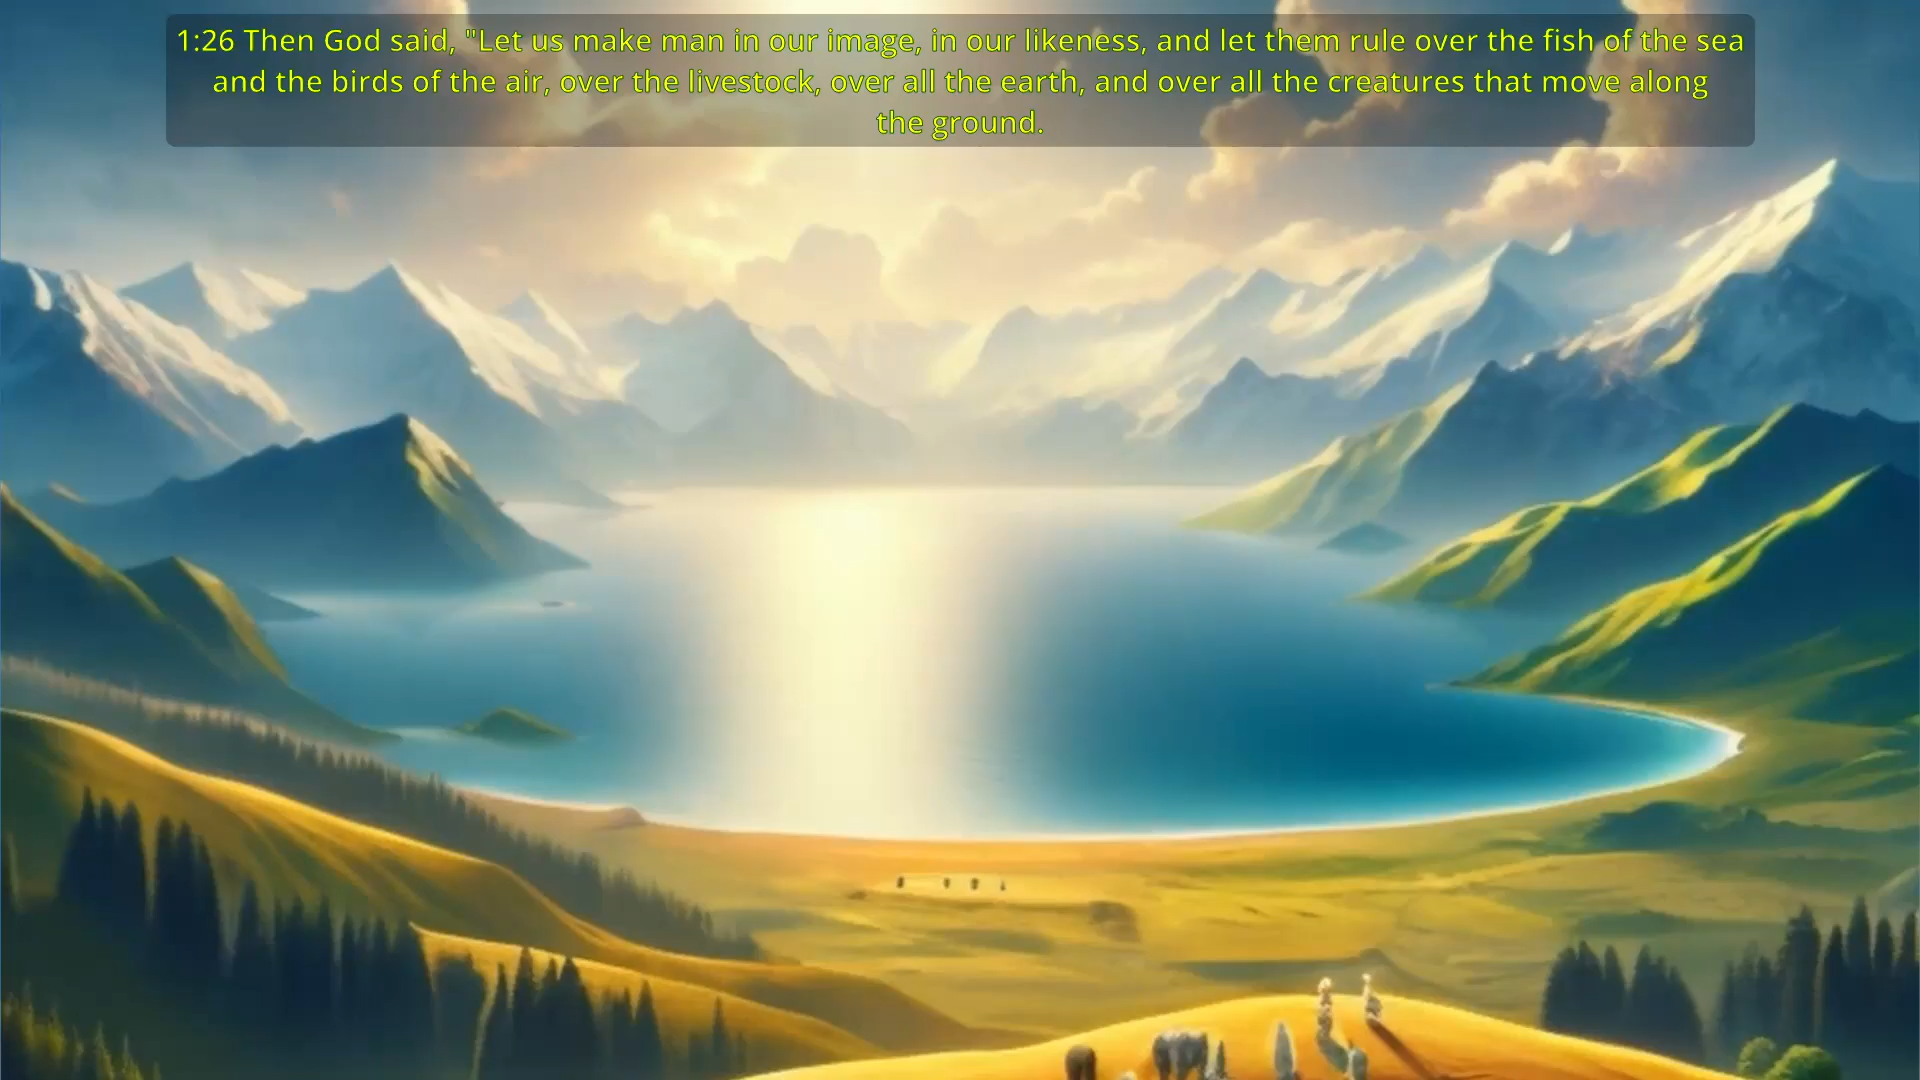 1:26 Then God said, "Let us make man in our image, in our likeness, and let them rule over the fish of the sea
and the birds of the air, over the livestock, over all the earth, and over all the creatures that move along
the ground.